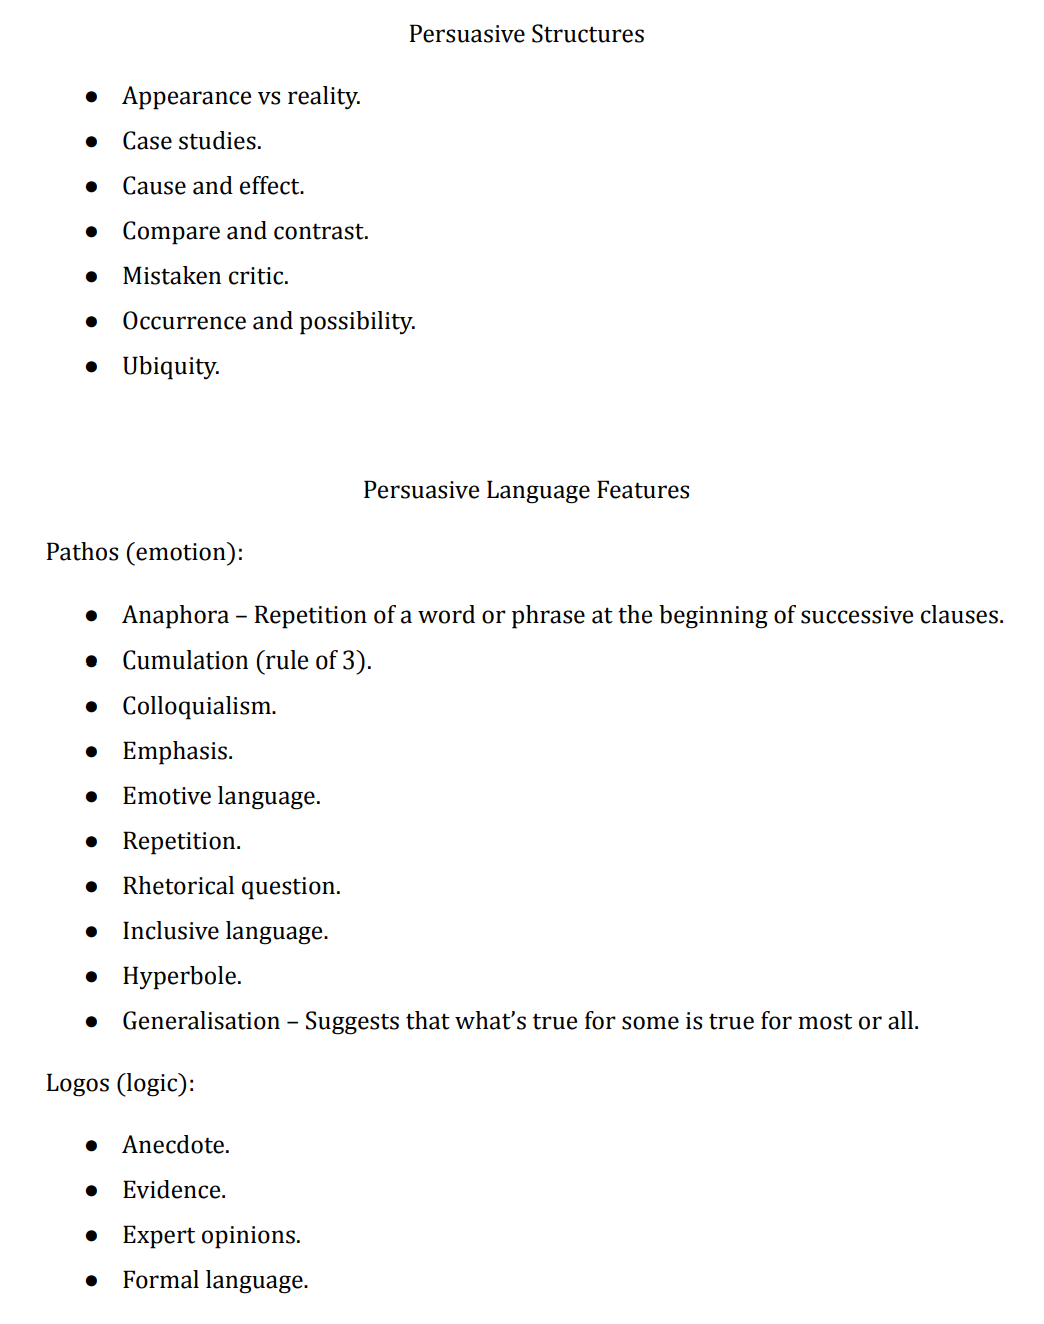 Persuasive Structures
● Appearance vs reality.
● Case studies.
● Cause and effect.
● Compare and contrast.
● Mistaken critic.
● Occurrence and possibility.
● Ubiquity.
Persuasive Language Features
Pathos (emotion):
● Anaphora – Repetition of a word or phrase at the beginning of successive clauses.
● Cumulation (rule of 3).
● Colloquialism.
● Emphasis.
● Emotive language.
● Repetition.
● Rhetorical question.
● Inclusive language.
● Hyperbole.
● Generalisation – Suggests that what’s true for some is true for most or all.
Logos (logic):
● Anecdote.
● Evidence.
● Expert opinions.
● Formal language.